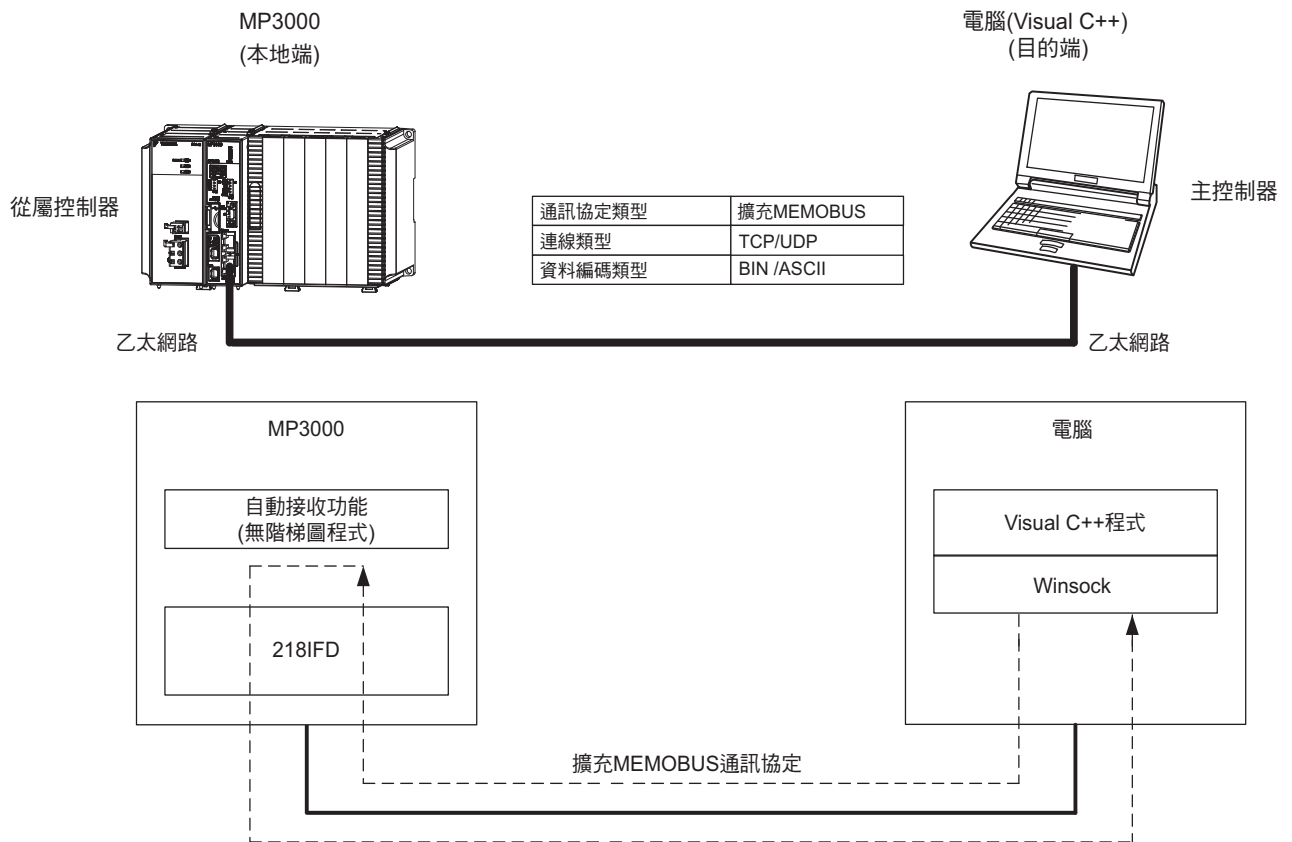 MP3000
(本地端)
電腦(Visual C++)
(目的端)
從屬控制器
主控制器
通訊協定類型 擴充MEMOBUS
連線類型 TCP/UDP
資料編碼類型 BIN /ASCII
乙太網路
乙太網路
MP3000
電腦
自動接收功能
(無階梯圖程式)
Visual C++程式
Winsock
218IFD
擴充MEMOBUS通訊協定